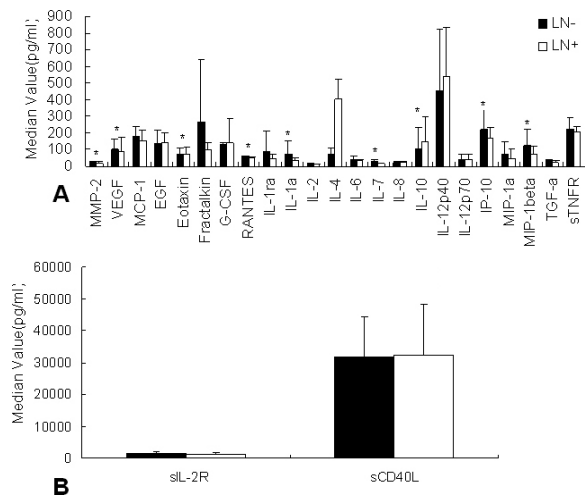 LN-
LN+
Median Value(pg/ml)
900
800
700
600
500
400
300
200
100
0
* * * * * * * * *
A
MMP-2
VEGF
MCP-1
EGF
Eotaxin
Fractalkin
G-CSF
RANTES
IL-1ra
IL-1a
IL-2
IL-4
IL-6
IL-7
IL-8
IL-10
IL-12p40
IL-12p70
IP-10
MIP-1a
MIP-1beta
TGF-a
sTNFR
Median Value(pg/ml)
60000
50000
40000
30000
20000
10000
0
sIL-2R
sCD40L
B